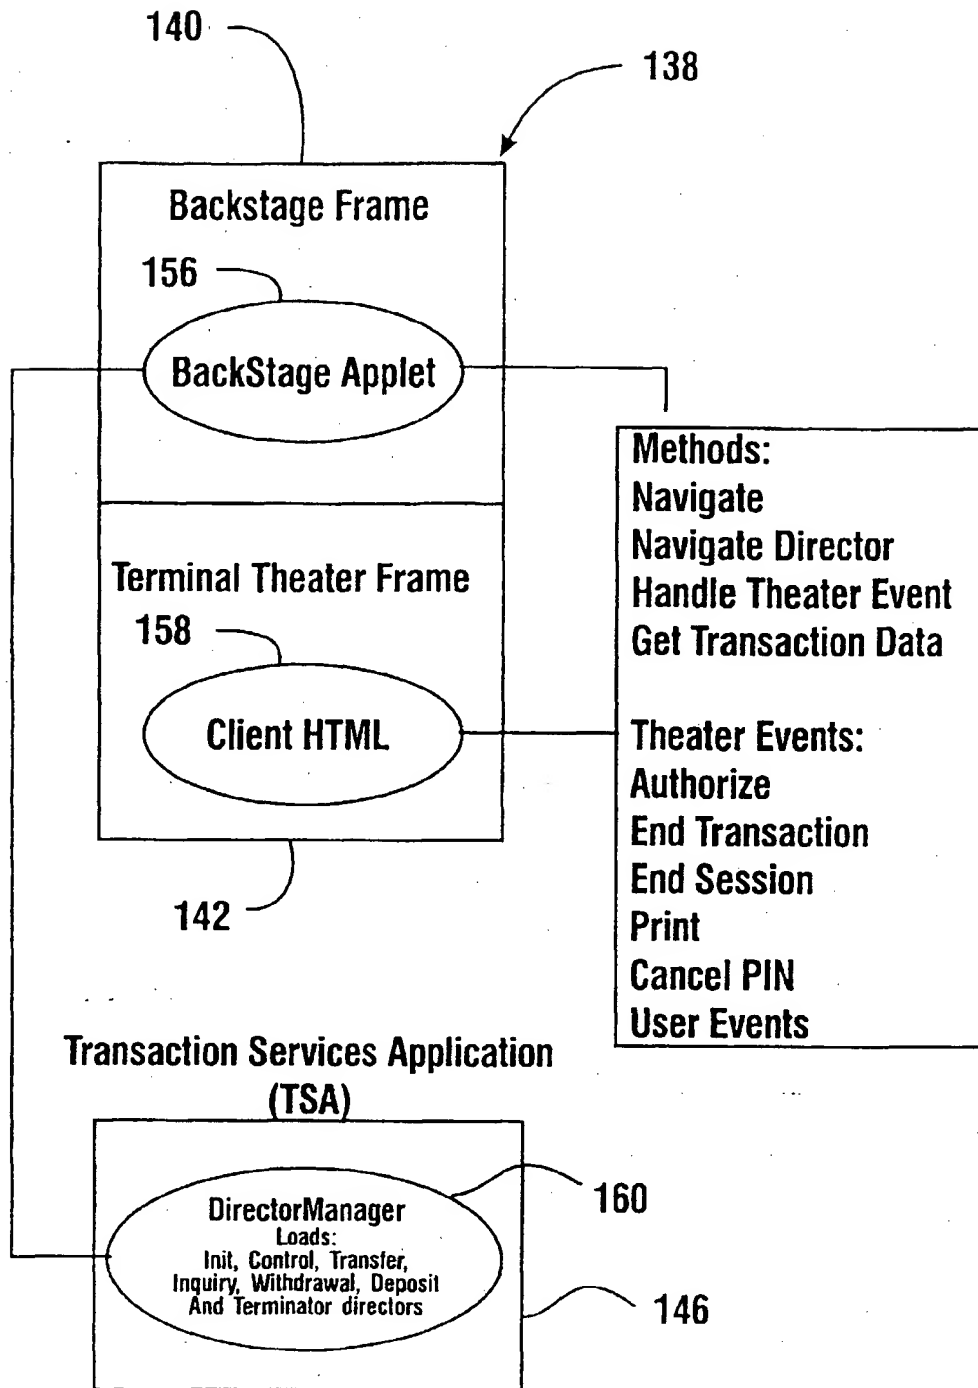 140
138
Backstage Frame
156
BackStage Applet
Methods:
Navigate
Navigate Director
Handle Theater Event
Get Transaction Data
Theater Events:
Authorize
End Transaction
End Session
Print
Cancel PIN
User Events
Terminal Theater Frame
158
Client HTML
142
Transaction Services Application
(TSA)
160
DirectorManager
Loads:
Init, Control, Transfer,
Inquiry, Withdrawal, Deposit
And Terminator directors
146